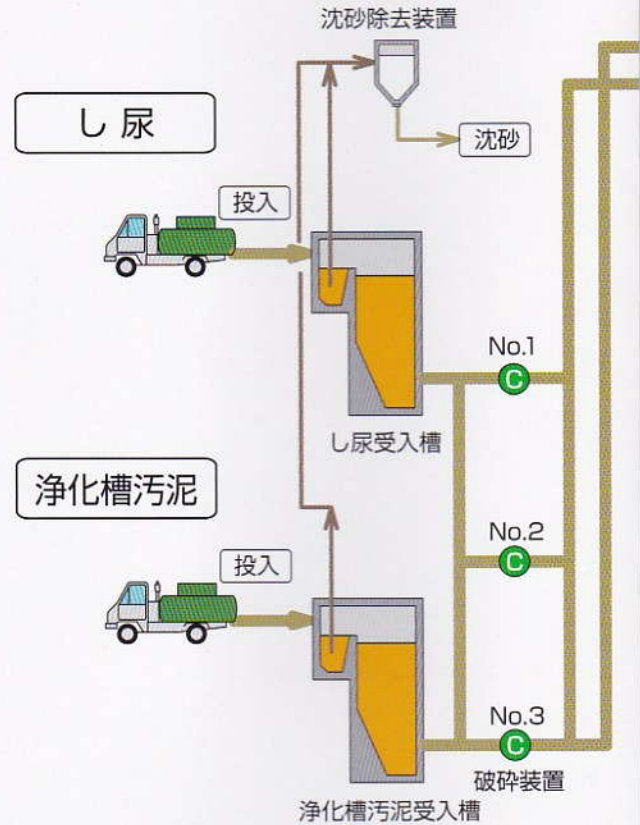 沈砂除去装置
し尿
沈砂
投入
No.1
C
し尿受入槽
浄化槽汚泥
No.2
C
投入
No.3
C
破砕装置
浄化槽汚泥受入槽